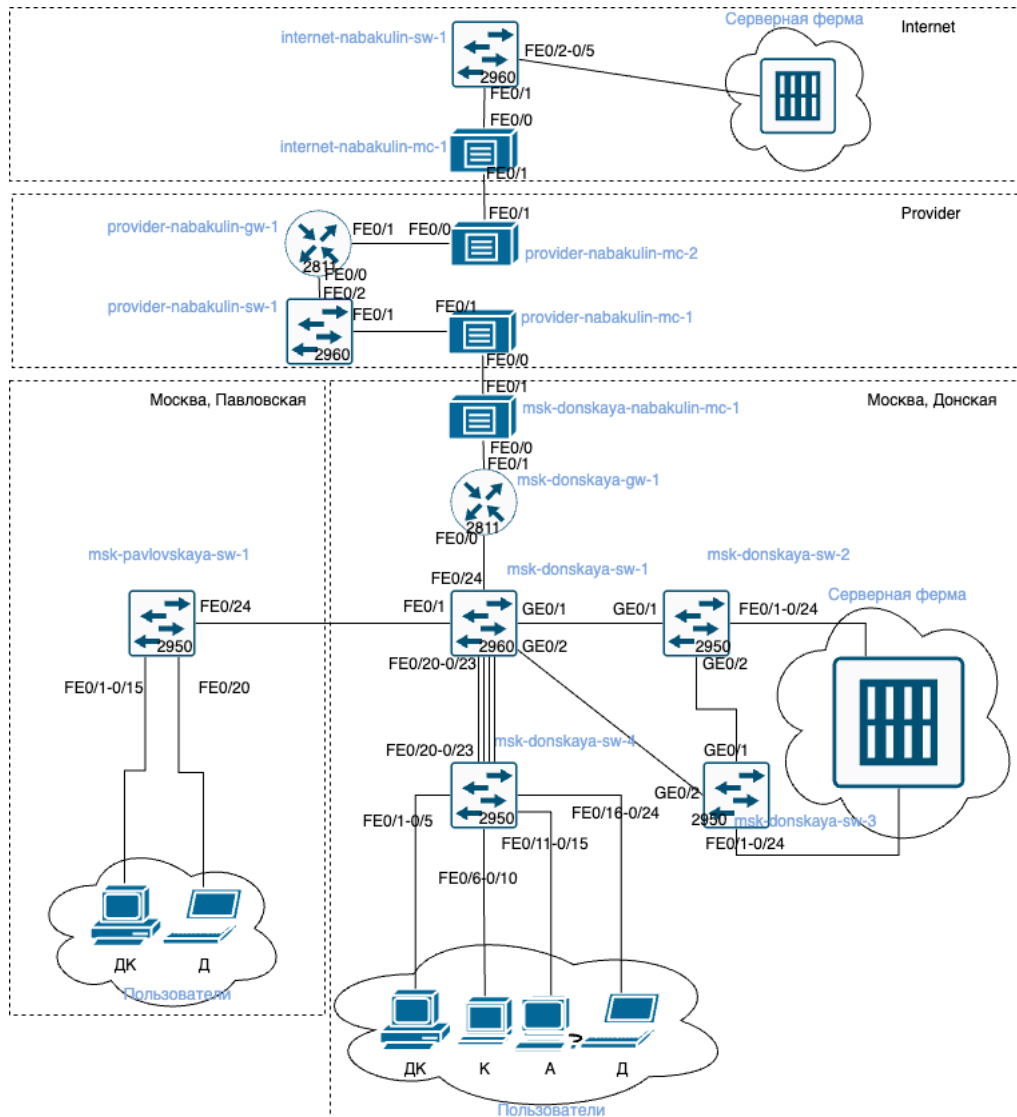 Серверная ферма
Internet
internet-nabakulin-sw-1
FE0/2-0/5
2960
FE0/1
FE0/0
internet-nabakulin-mc-1
FE0/1
FE0/1
Provider
provider-nabakulin-gw-1
FE0/1
FE0/0
provider-nabakulin-mc-2
2811
FE0/0
FE0/2
provider-nabakulin-sw-1
FE0/1
FE0/1
provider-nabakulin-mc-1
2960
FE0/0
FE0/1
Москва, Павловская
msk-donskaya-nabakulin-mc-1
Москва, Донская
FE0/0
FE0/1
msk-donskaya-gw-1
2811
FE0/0
msk-pavlovskaya-sw-1
msk-donskaya-sw-2
msk-donskaya-sw-1
FE0/24
FE0/24
FE0/1
GE0/1
GE0/1
FE0/1-0/24
Серверная ферма
2950
2960
GE0/2
2950
FE0/20-0/23
GE0/2
FE0/1-0/15
FE0/20
msk-donskaya-sw-4
FE0/20-0/23
GE0/1
GE0/2
FE0/1-0/5
2950
FE0/16-0/24
2950
msk-donskaya-sw-3
FE0/11-0/15
FE0/1-0/24
FE0/6-0/10
ДК
Д
Пользователи
?
ДК
К
А
Д
Пользователи